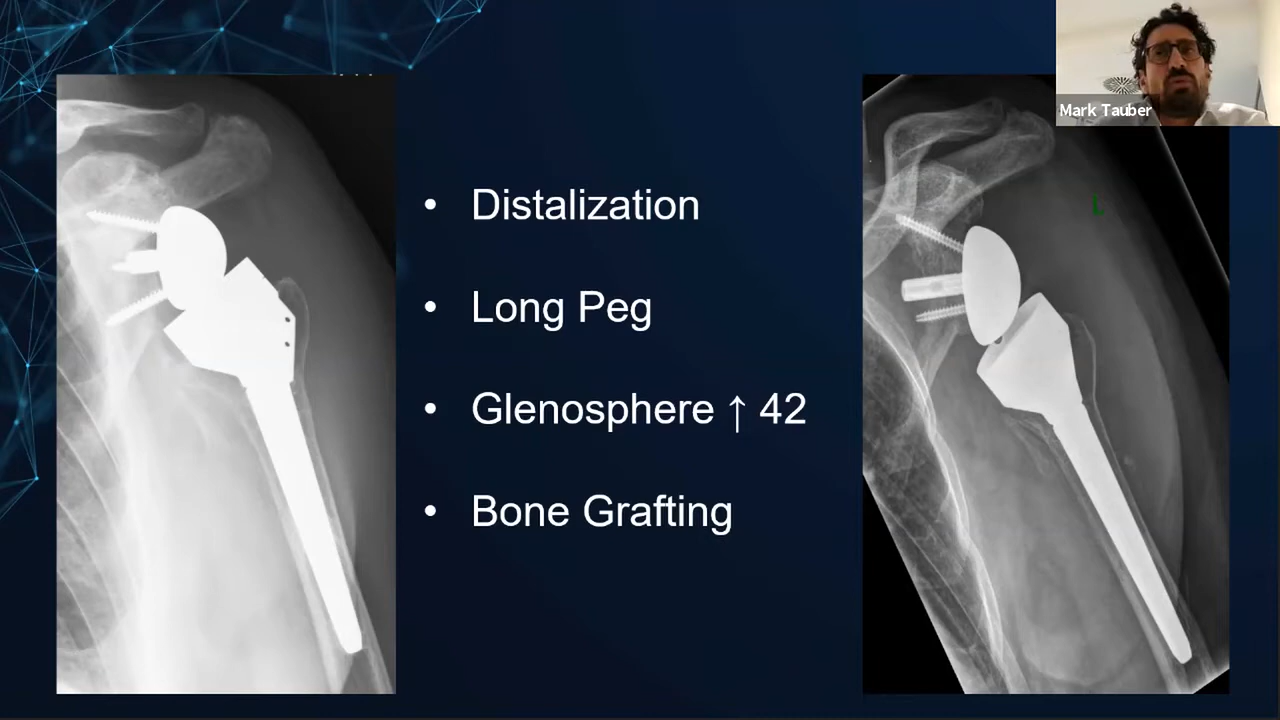 Mark Tauber
L
• Distalization
• Long Peg
• Glenosphere ↑ 42
• Bone Grafting